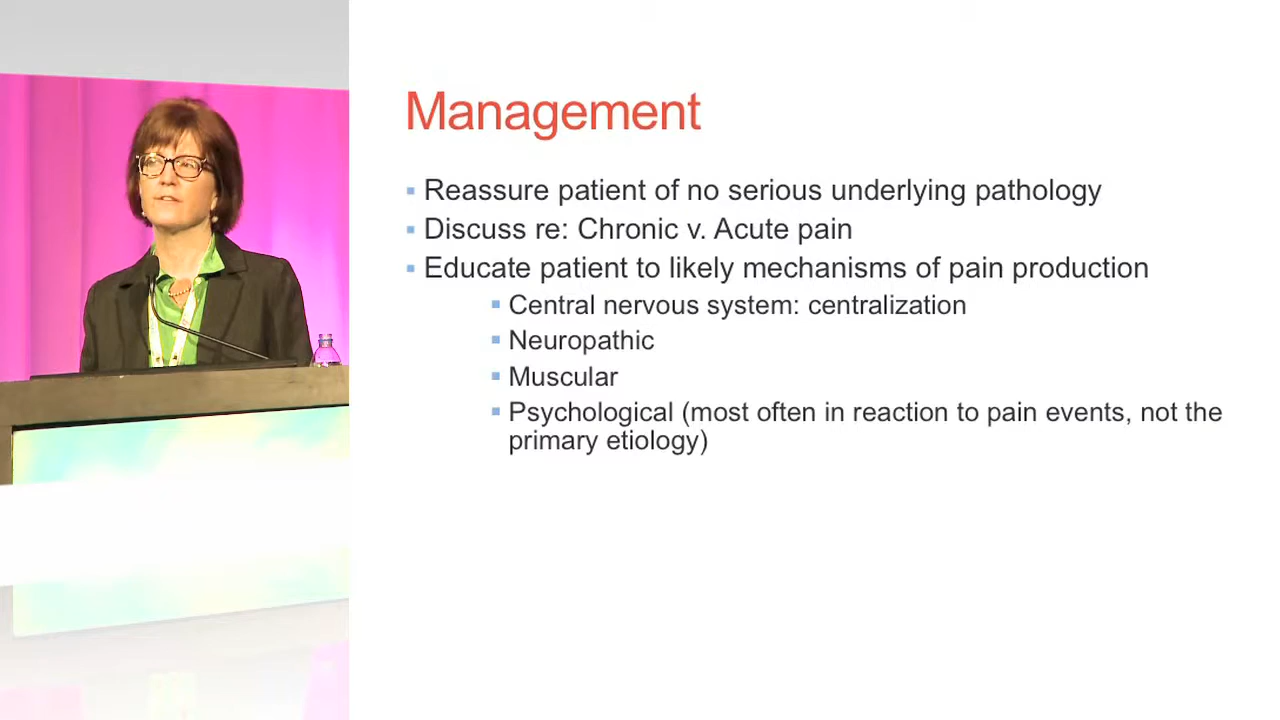 Management
Reassure patient of no serious underlying pathology
Discuss re: Chronic v. Acute pain
Educate patient to likely mechanisms of pain production
Central nervous system: centralization
Neuropathic
Muscular
Psychological (most often in reaction to pain events, not the
primary etiology)